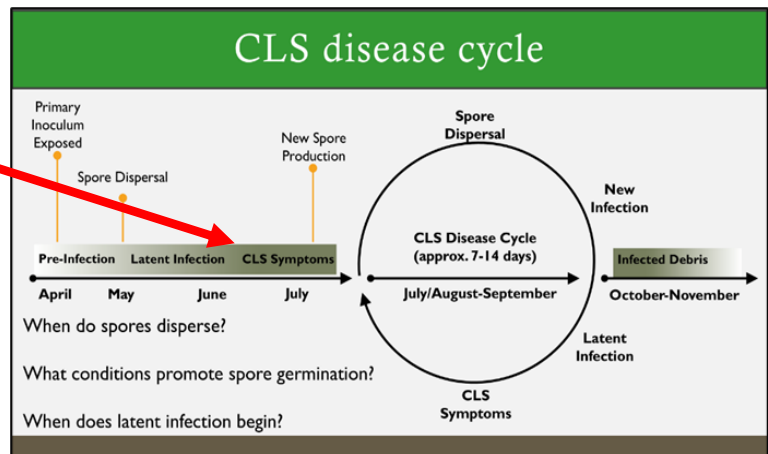 CLS disease cycle
Primary
Inoculum
Exposed
Spore Dispersal
New Spore
Production
Pre-Infection
Latent Infection
CLS Symptoms
April
May
June
July
Spore
Dispersal
New
Infection
CLS Disease Cycle
(approx. 7-14 days)
July/August-September
Latent
Infection
CLS
Symptoms
Infected Debris
October-November
When do spores disperse?
What conditions promote spore germination?
When does latent infection begin?